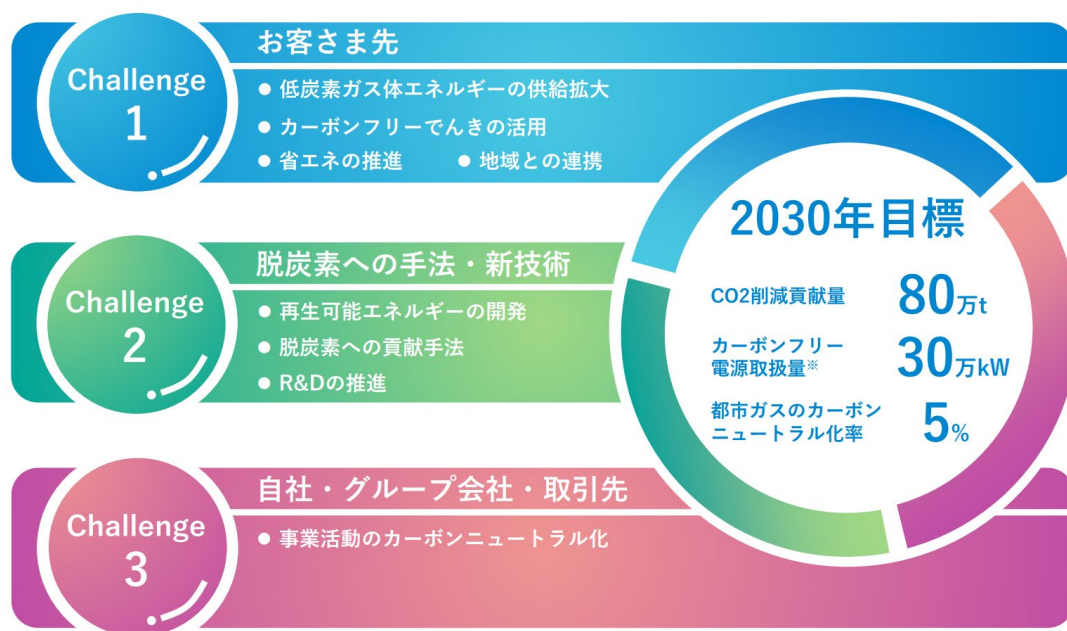 Challenge
1
お客さま先
● 低炭素ガス体エネルギーの供給拡大
● カーボンフリーでんきの活用
● 省エネの推進 ● 地域との連携
Challenge
2
脱炭素への手法・新技術
● 再生可能エネルギーの開発
● 脱炭素への貢献手法
● R&Dの推進
Challenge
3
自社・グループ会社・取引先
● 事業活動のカーボンニュートラル化
2030年目標
CO2削減貢献量 80万t
カーボンフリー
電源取扱量※ 30万kW
都市ガスのカーボン
ニュートラル化率 5%